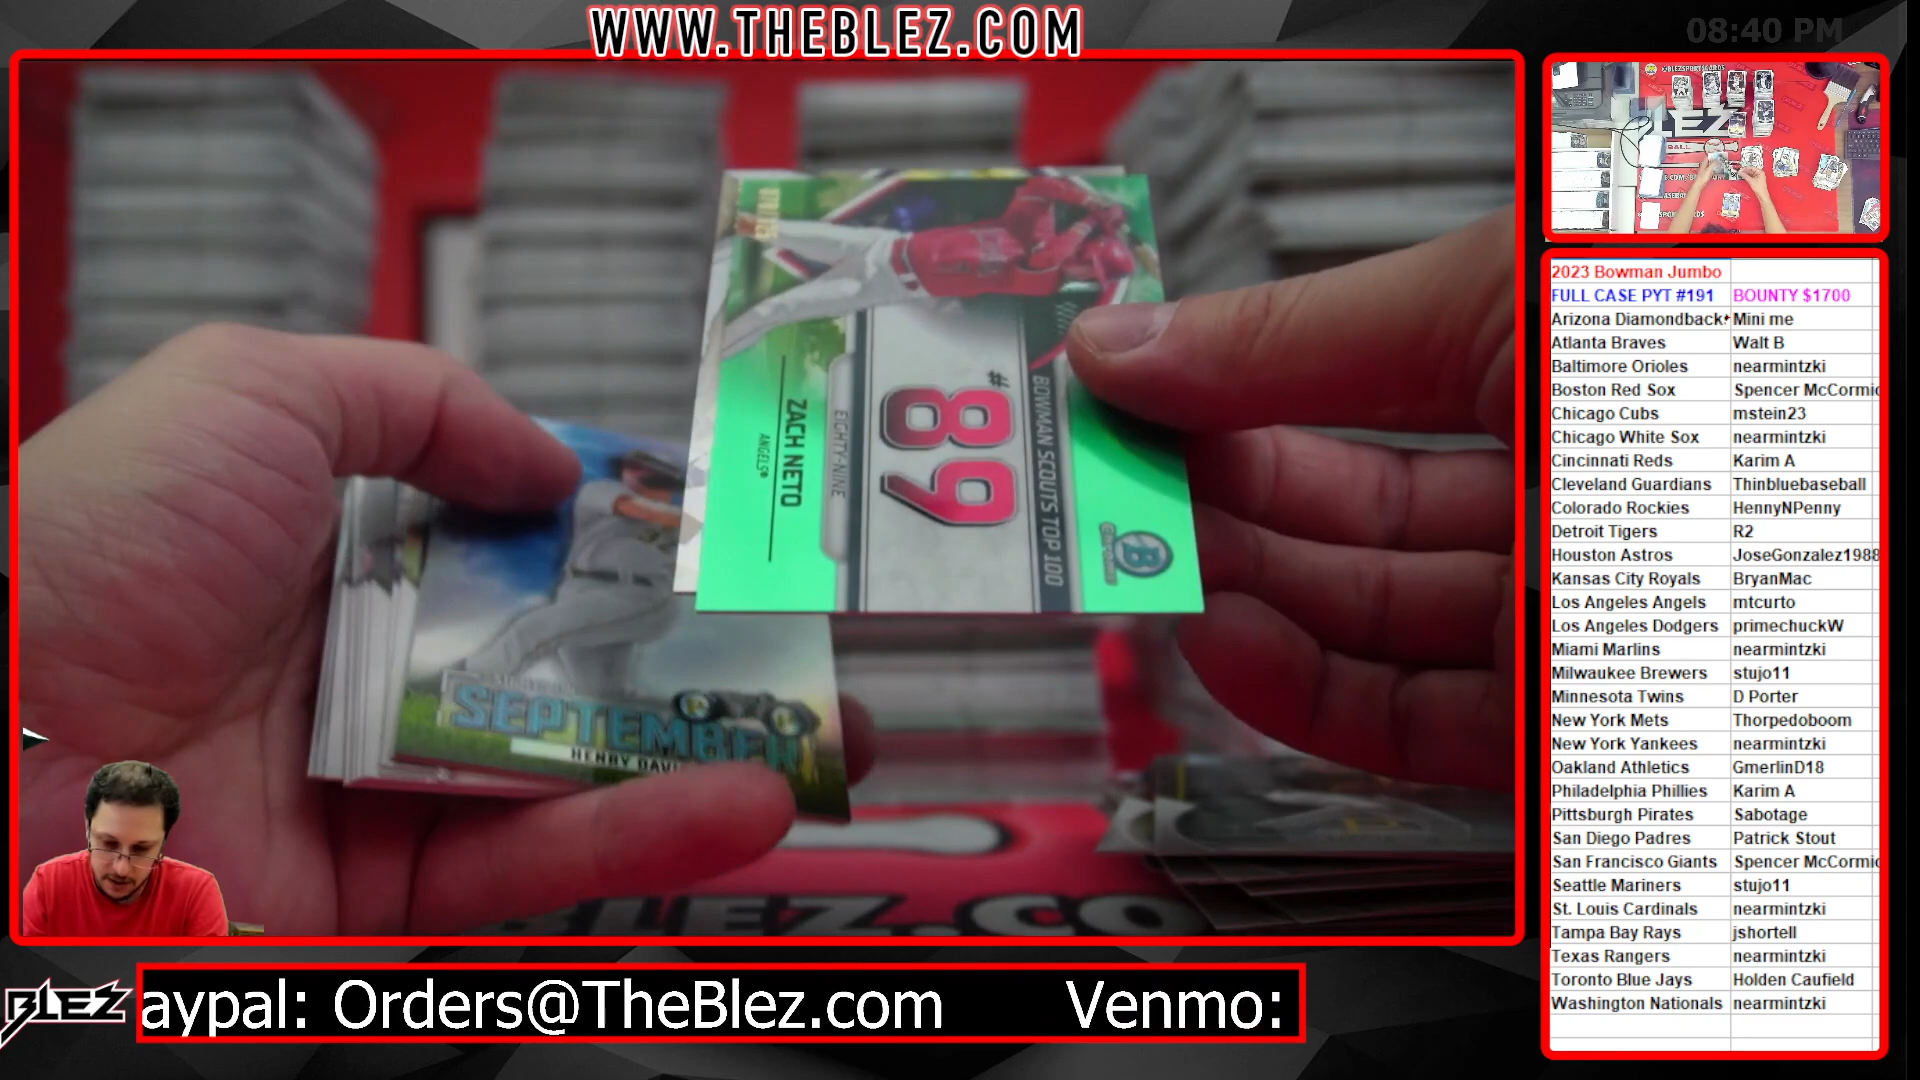 WWW.THEBLEZ.COM
08:40 PM
BOWMAN SCOUTS TOP 100
#89
EIGHTY-NINE
ZACH NETO
ANGELS
B
Chrome
SEPTEMBER
HENRY DAVI
BLEZ.CO
2023 Bowman Jumbo
FULL CASE PYT #191 BOUNTY $1700
Arizona Diamondback Mini me
Atlanta Braves Walt B
Baltimore Orioles nearmintzki
Boston Red Sox Spencer McCormic
Chicago Cubs mstein23
Chicago White Sox nearmintzki
Cincinnati Reds Karim A
Cleveland Guardians Thinbluebaseball
Colorado Rockies HennyNPenny
Detroit Tigers R2
Houston Astros JoseGonzalez1988
Kansas City Royals BryanMac
Los Angeles Angels mtcurto
Los Angeles Dodgers primechuckW
Miami Marlins nearmintzki
Milwaukee Brewers stujo11
Minnesota Twins D Porter
New York Mets Thorpedoboom
New York Yankees nearmintzki
Oakland Athletics GmerlinD18
Philadelphia Phillies Karim A
Pittsburgh Pirates Sabotage
San Diego Padres Patrick Stout
San Francisco Giants Spencer McCormic
Seattle Mariners stujo11
St. Louis Cardinals nearmintzki
Tampa Bay Rays jshortell
Texas Rangers nearmintzki
Toronto Blue Jays Holden Caufield
Washington Nationals nearmintzki
BLEZ
aypal: Orders@TheBlez.com Venmo: